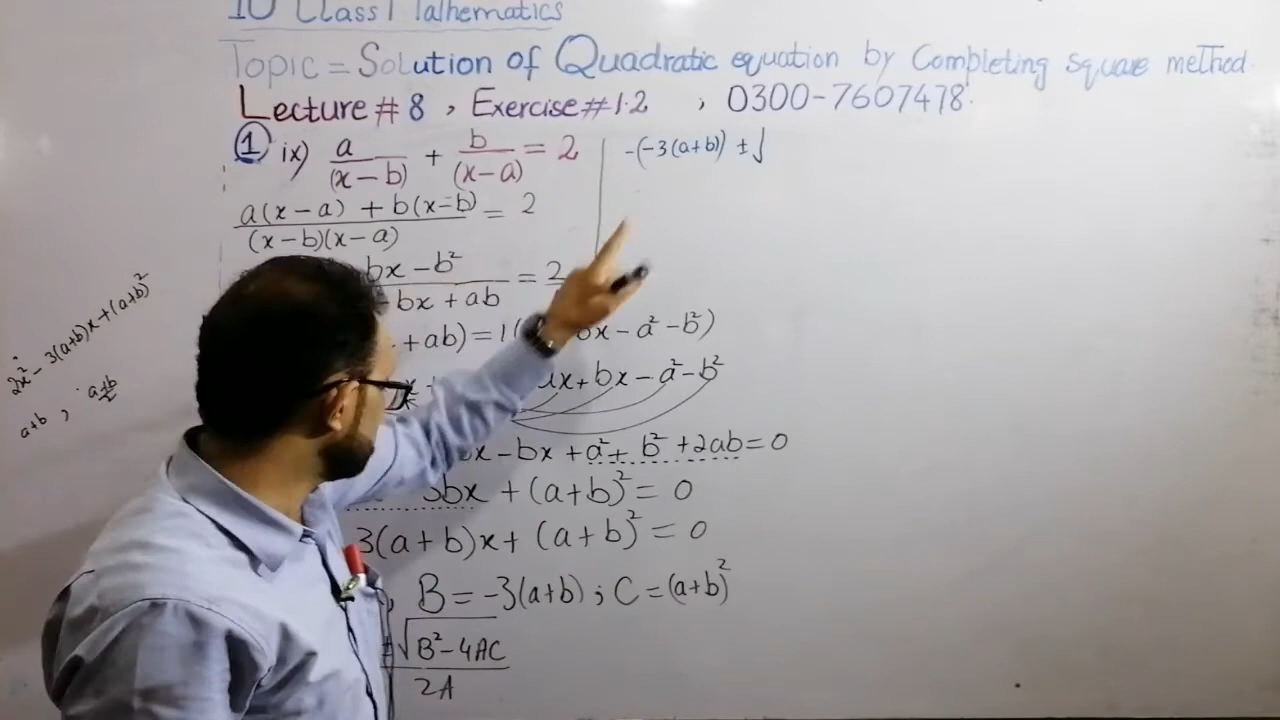 10 Class Mathematics
Topic = Solution of Quadratic equation by Completing square method
Lecture # 8 , Exercise # 1.2 , 0300-7607478
① ix) a/(x-b) + b/(x-a) = 2
a(x-a) + b(x-b)/(x-b)(x-a) = 2
bx - b²/- bx + ab = 2
+ab) = 1( bx - a² - b²)
ax + bx - a² - b²
bx - bx + a² + b² + 2ab = 0
3bx + (a+b)² = 0
3(a+b)x + (a+b)² = 0
B = -3(a+b) ; C = (a+b)²
±√B²-4AC/2A
-(-3(a+b)) ±√
2x² - 3(a+b)x + (a+b)²
a+b , a+b/2